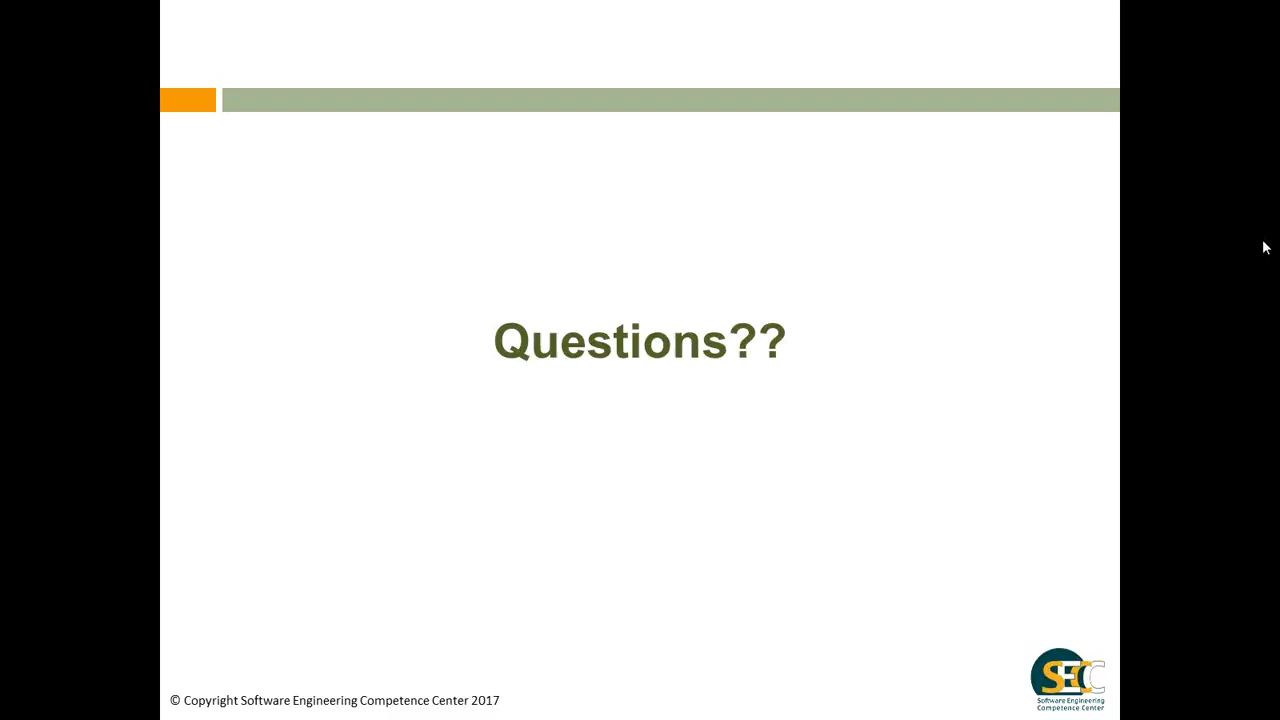 Questions??
© Copyright Software Engineering Competence Center 2017
SECC
Software Engineering
Competence Center